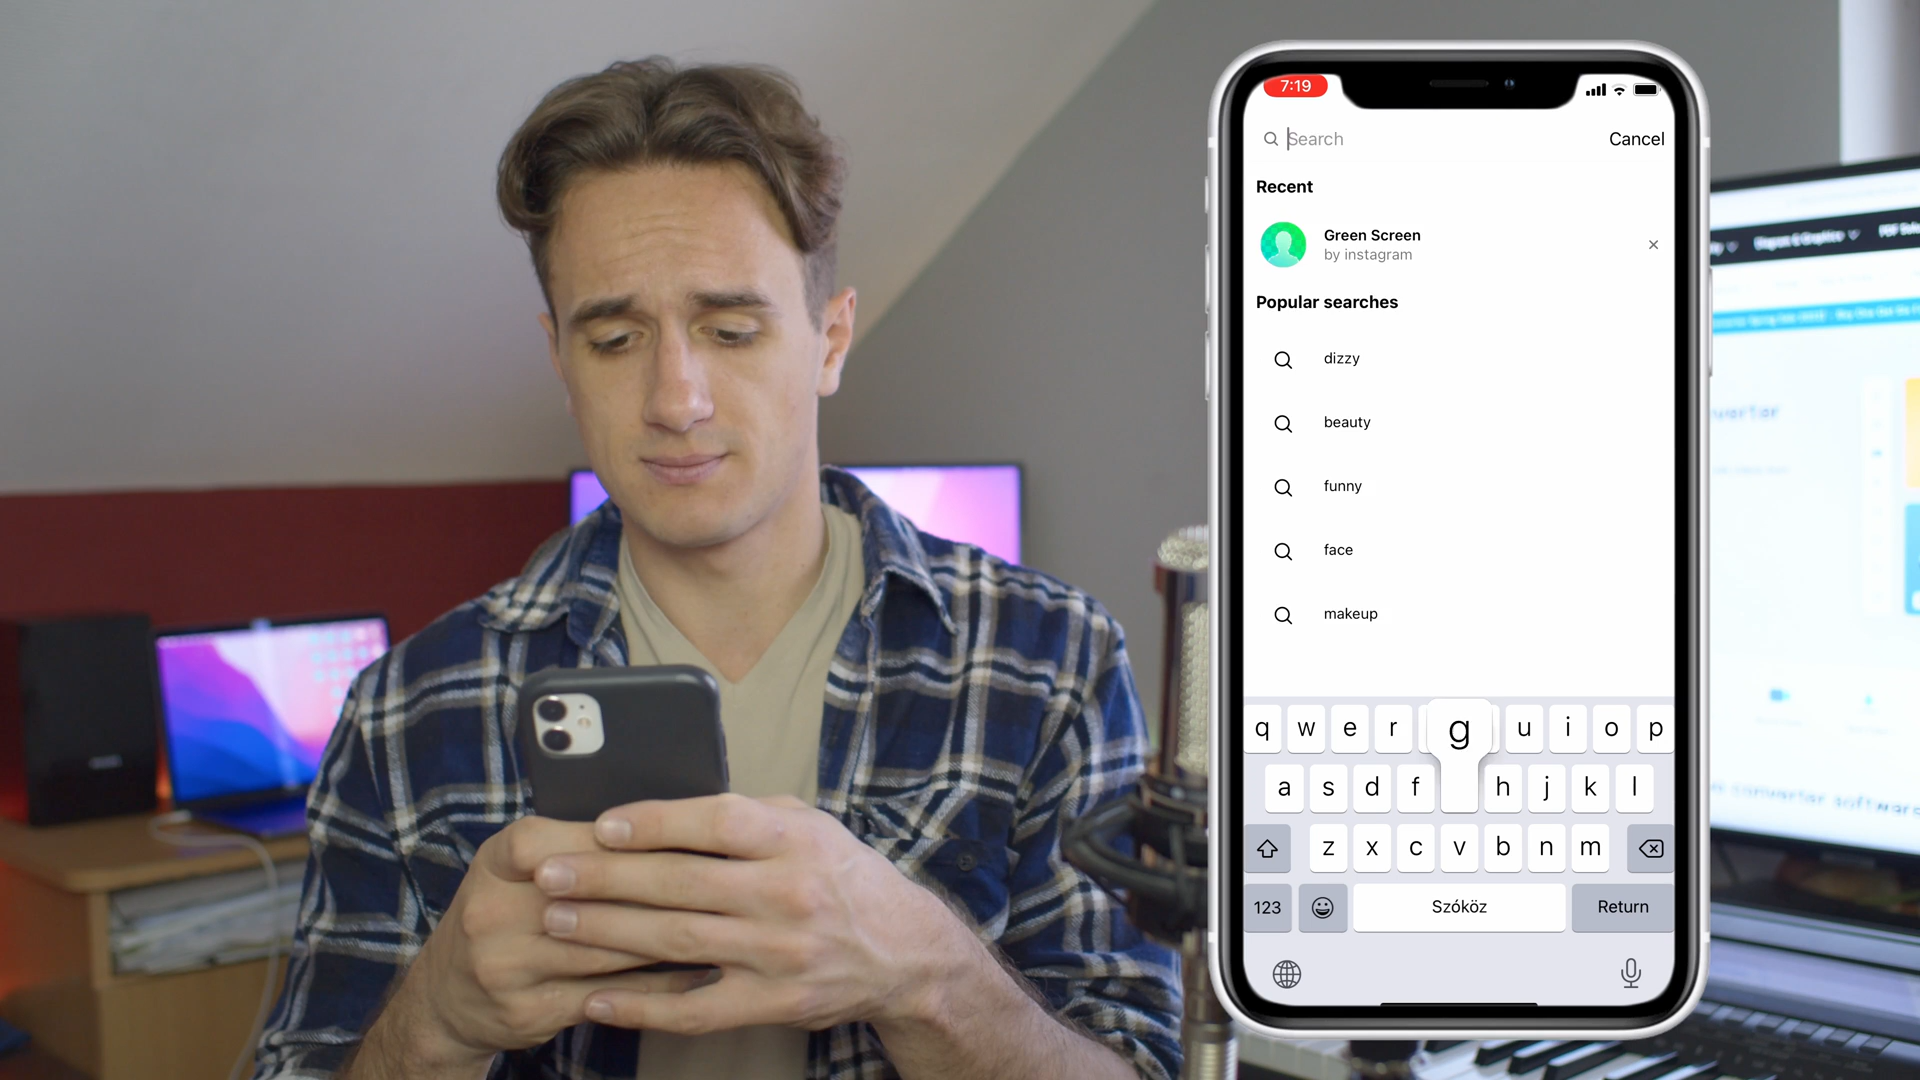 7:19
Search
Cancel
Recent
Green Screen
by instagram
Popular searches
dizzy
beauty
funny
face
makeup
q w e r g u i o p
a s d f h j k l
z x c v b n m
123
Szóköz
Return